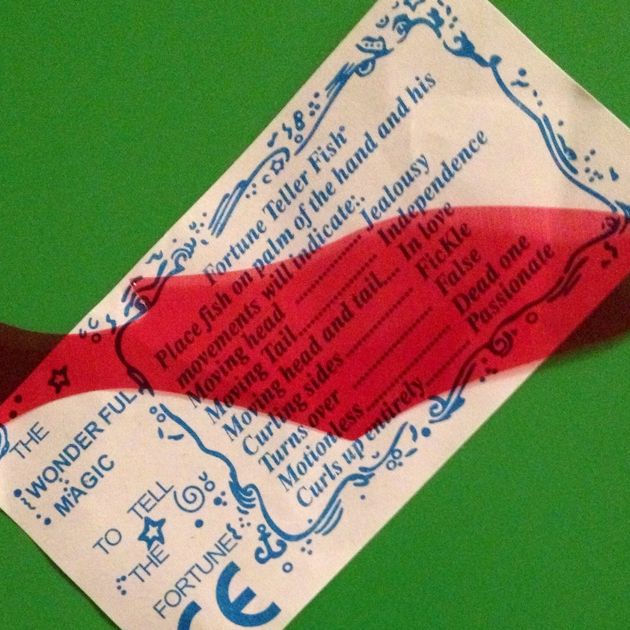 Fortune Teller Fish®
Place fish on palm of the hand and his
movements will indicate:.
Moving head ............ Jealousy
Moving Tail ............ Independence
Moving head and tail... In love
Curling sides ............ FicKle
Turns over ............ False
Motionless ............ Dead one
Curls up entirely ............ Passionate
THE
WONDER FUL
MAGIC
TO TELL
THE
FORTUNE
CE